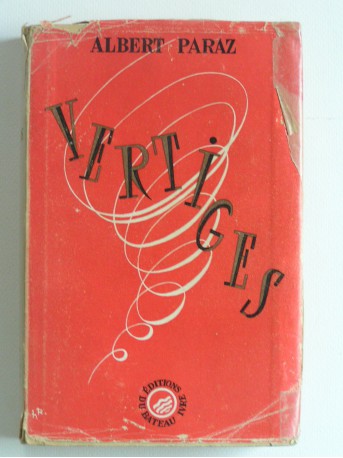 ALBERT PARAZ
VERTIGES
ÉDITIONS
DU BATEAU IVRE